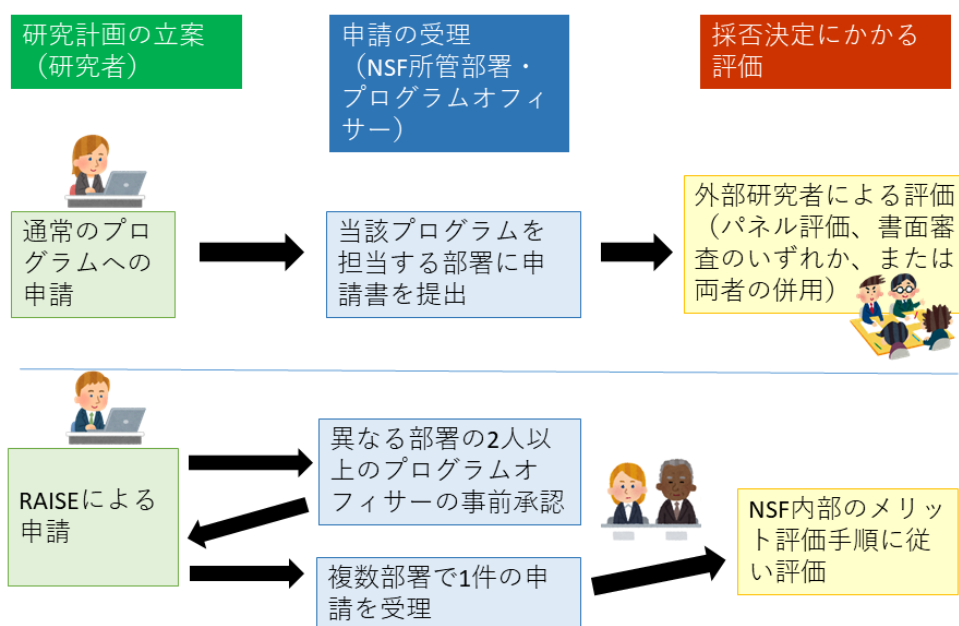 研究計画の立案
（研究者）
申請の受理
（NSF所管部署・
プログラムオフィ
サー）
採否決定にかかる
評価
通常のプロ
グラムへの
申請
当該プログラムを
担当する部署に申
請書を提出
外部研究者による評価
（パネル評価、書面審
査のいずれか、または
両者の併用）
RAISEによる
申請
異なる部署の2人以
上のプログラムオ
フィサーの事前承認
複数部署で1件の申
請を受理
NSF内部のメリッ
ト評価手順に従
い評価